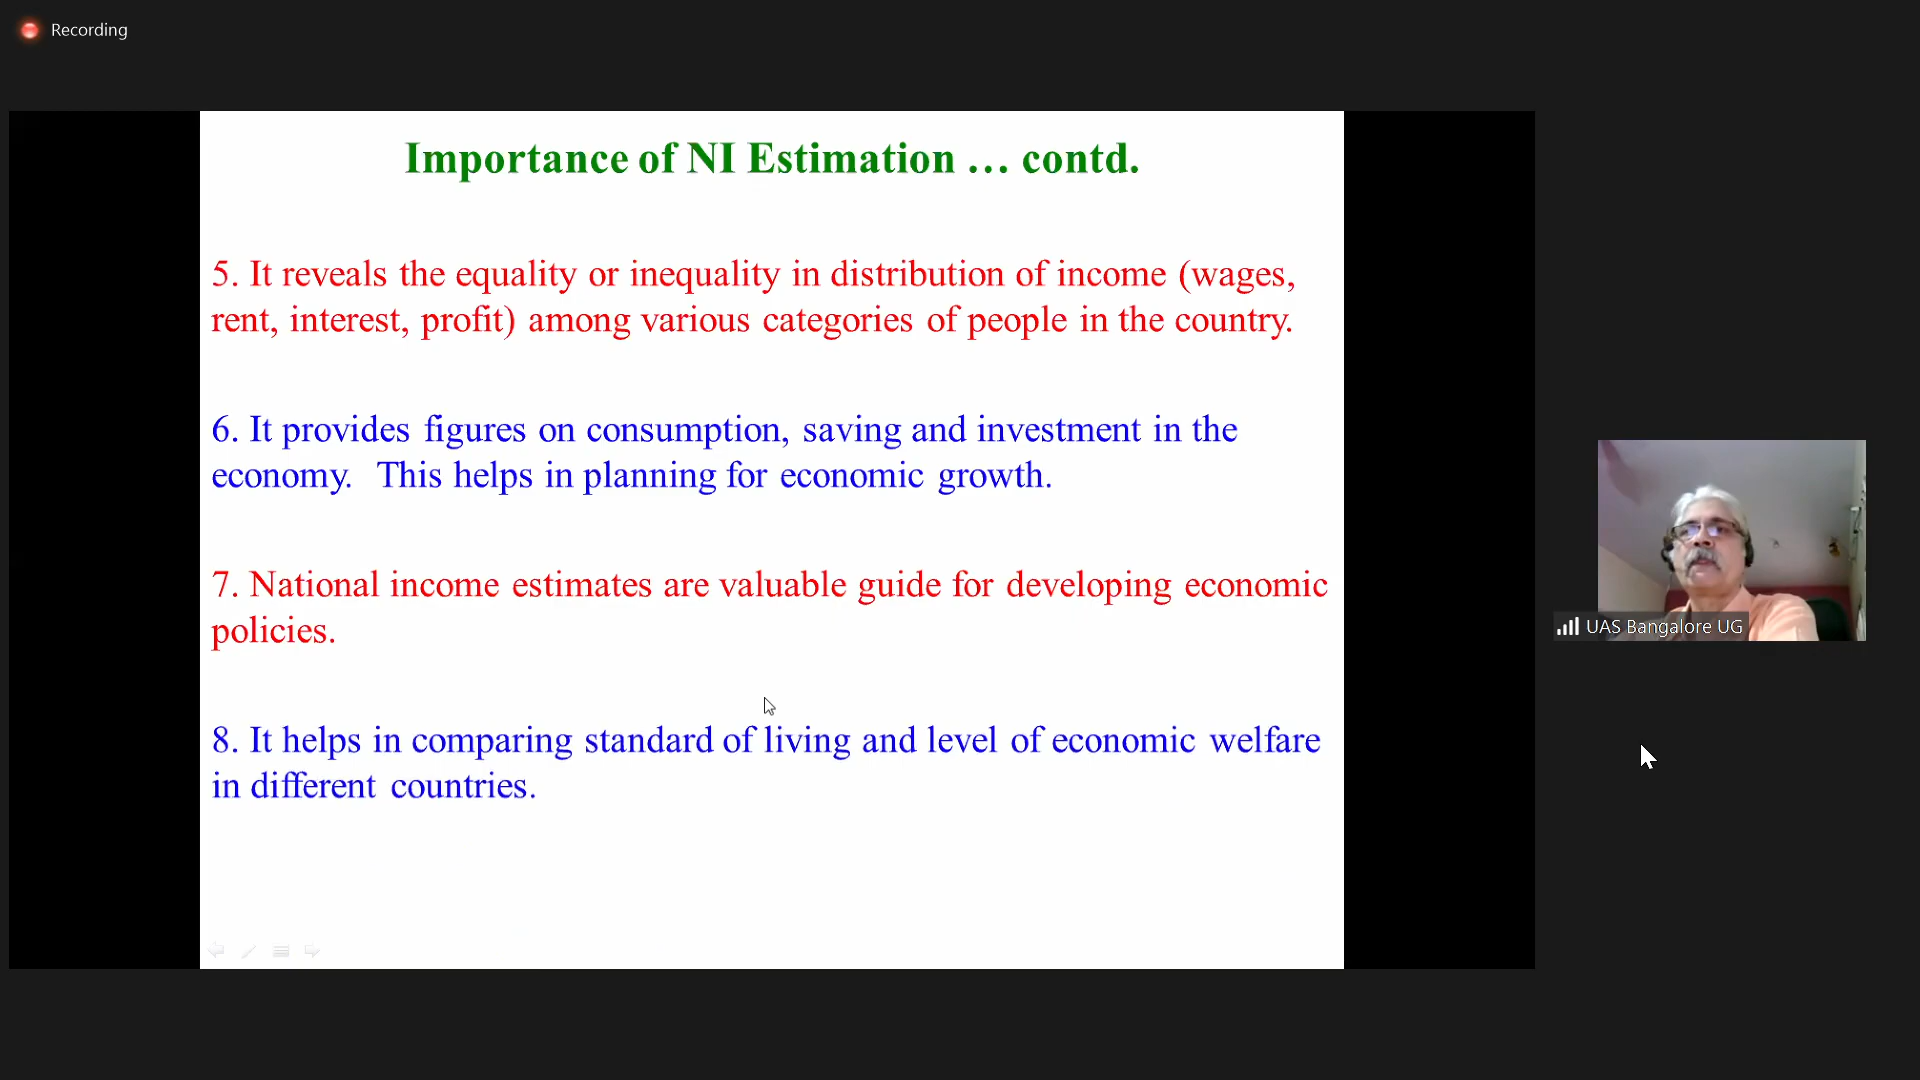 Recording
Importance of NI Estimation … contd.
5. It reveals the equality or inequality in distribution of income (wages,
rent, interest, profit) among various categories of people in the country.
6. It provides figures on consumption, saving and investment in the
economy. This helps in planning for economic growth.
7. National income estimates are valuable guide for developing economic
policies.
8. It helps in comparing standard of living and level of economic welfare
in different countries.
UAS Bangalore UG